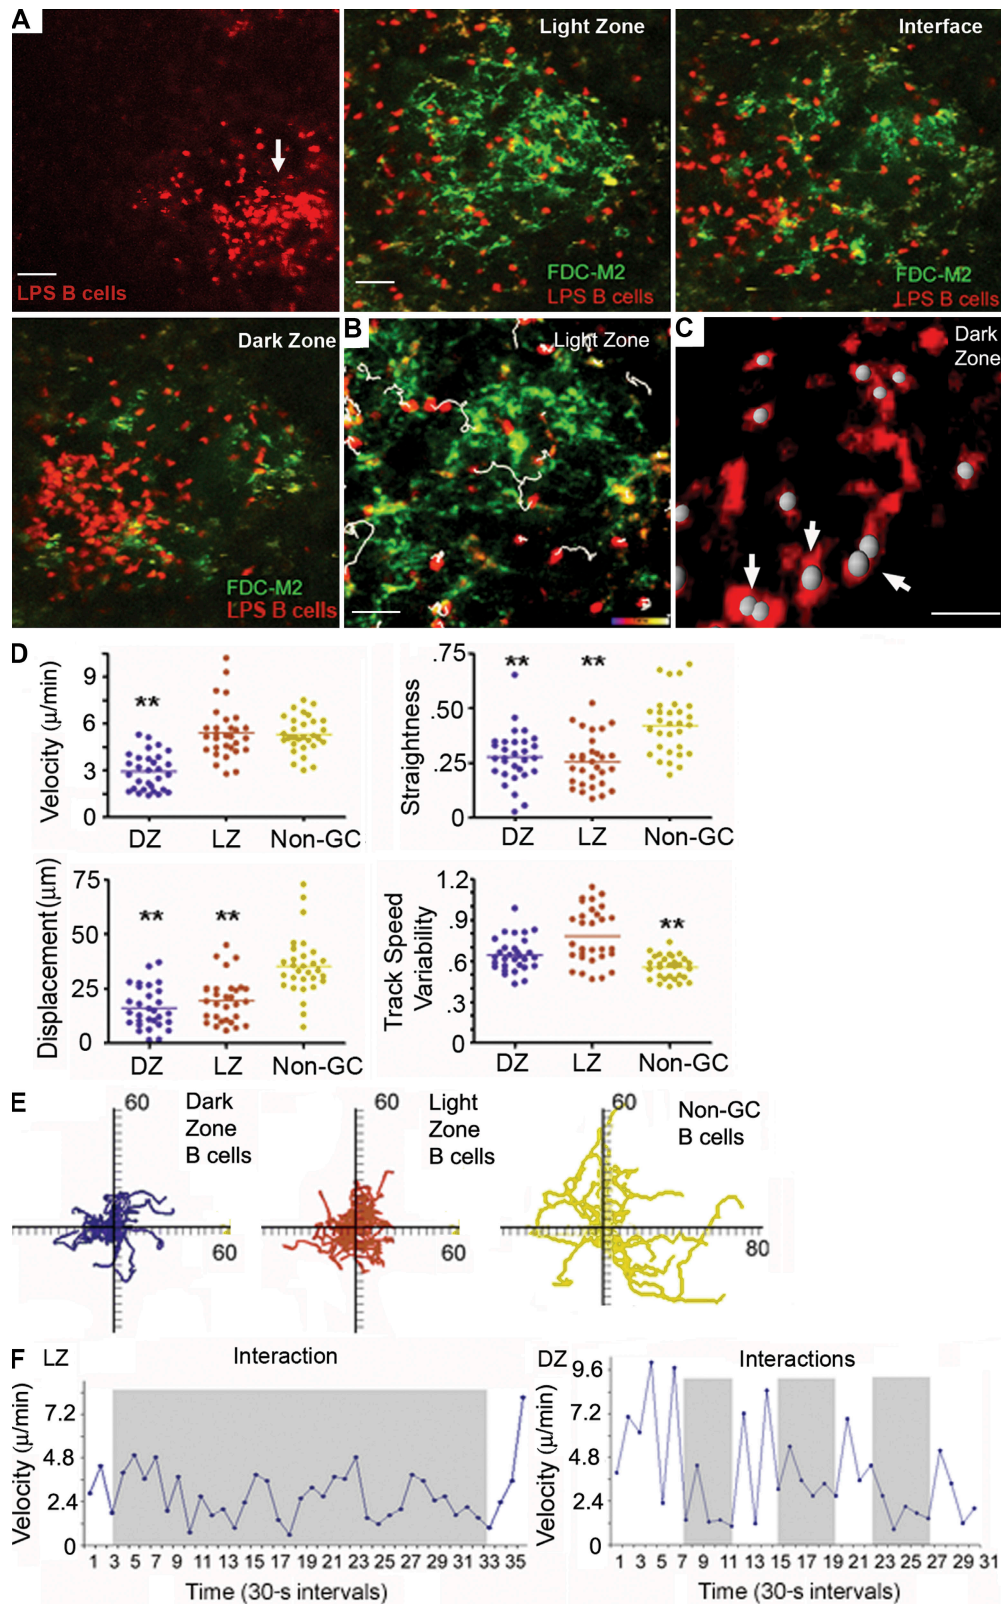 A
LPS B cells
Light Zone
FDC-M2
LPS B cells
Interface
FDC-M2
LPS B cells
Dark Zone
FDC-M2
LPS B cells
B
Light Zone
C
Dark
Zone
D
Velocity (µ/min)
9
6
3
0
**
DZ
LZ
Non-GC
Straightness
.75
.50
.25
0
**
**
DZ
LZ
Non-GC
Displacement (µm)
75
50
25
0
**
**
DZ
LZ
Non-GC
Track Speed
Variability
1.2
.9
.6
.3
0
**
DZ
LZ
Non-GC
E
60
Dark
Zone
B cells
60
60
Light
Zone
B cells
60
60
Non-GC
B cells
80
F
LZ
Interaction
Velocity (µ/min)
7.2
4.8
2.4
0
1 3 5 7 9 11 13 15 17 19 21 23 25 27 29 31 33 35
Time (30-s intervals)
DZ
Interactions
Velocity (µ/min)
9.6
7.2
4.8
2.4
0
1 3 5 7 9 11 13 15 17 19 21 23 25 27 29 31
Time (30-s intervals)